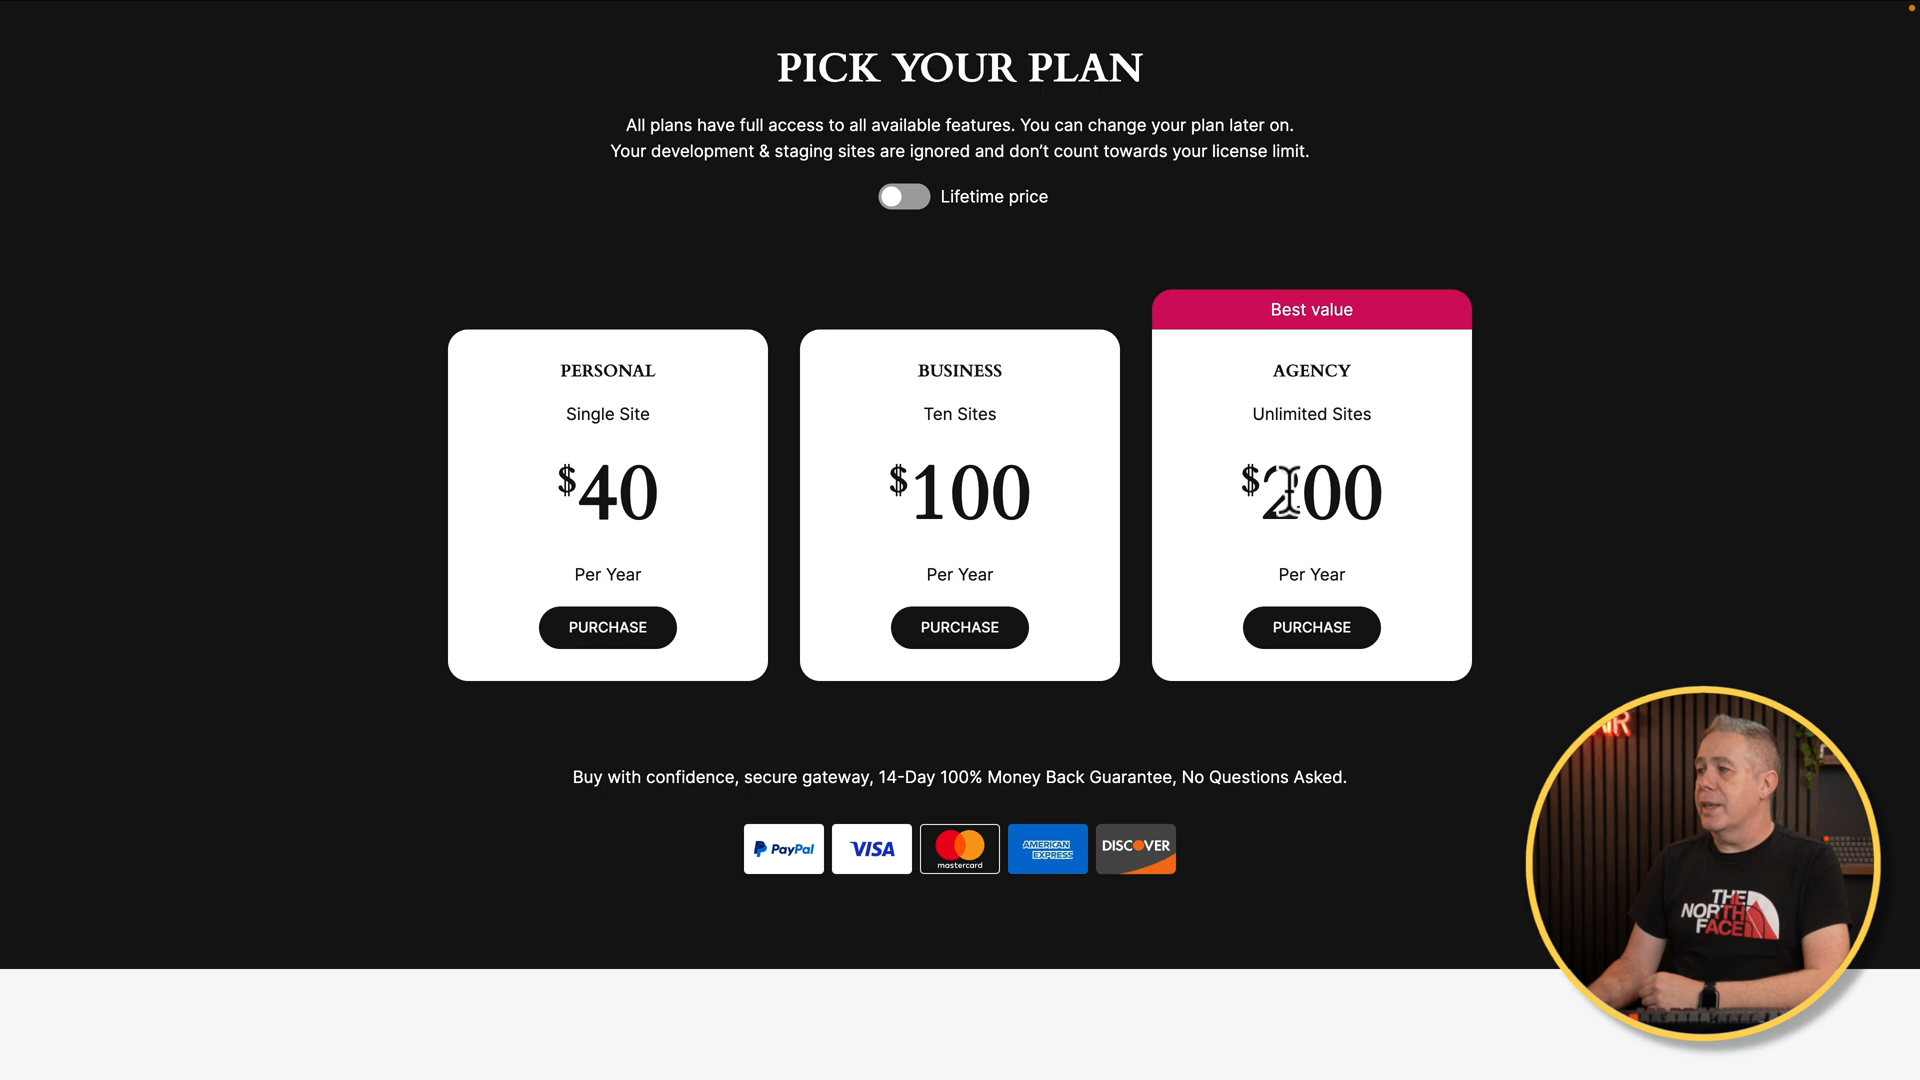 PICK YOUR PLAN
All plans have full access to all available features. You can change your plan later on.
Your development & staging sites are ignored and don’t count towards your license limit.
Lifetime price
Best value
PERSONAL
Single Site
$40
Per Year
PURCHASE
BUSINESS
Ten Sites
$100
Per Year
PURCHASE
AGENCY
Unlimited Sites
$200
Per Year
PURCHASE
Buy with confidence, secure gateway, 14-Day 100% Money Back Guarantee, No Questions Asked.
PayPal
VISA
mastercard
AMERICAN
EXPRESS
DISCOVER
THE
NORTH
FACE